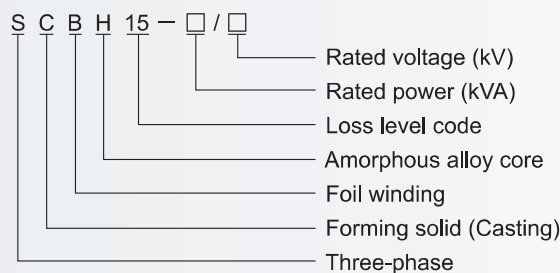 S C B H 15 - □ / □
Rated voltage (kV)
Rated power (kVA)
Loss level code
Amorphous alloy core
Foil winding
Forming solid (Casting)
Three-phase